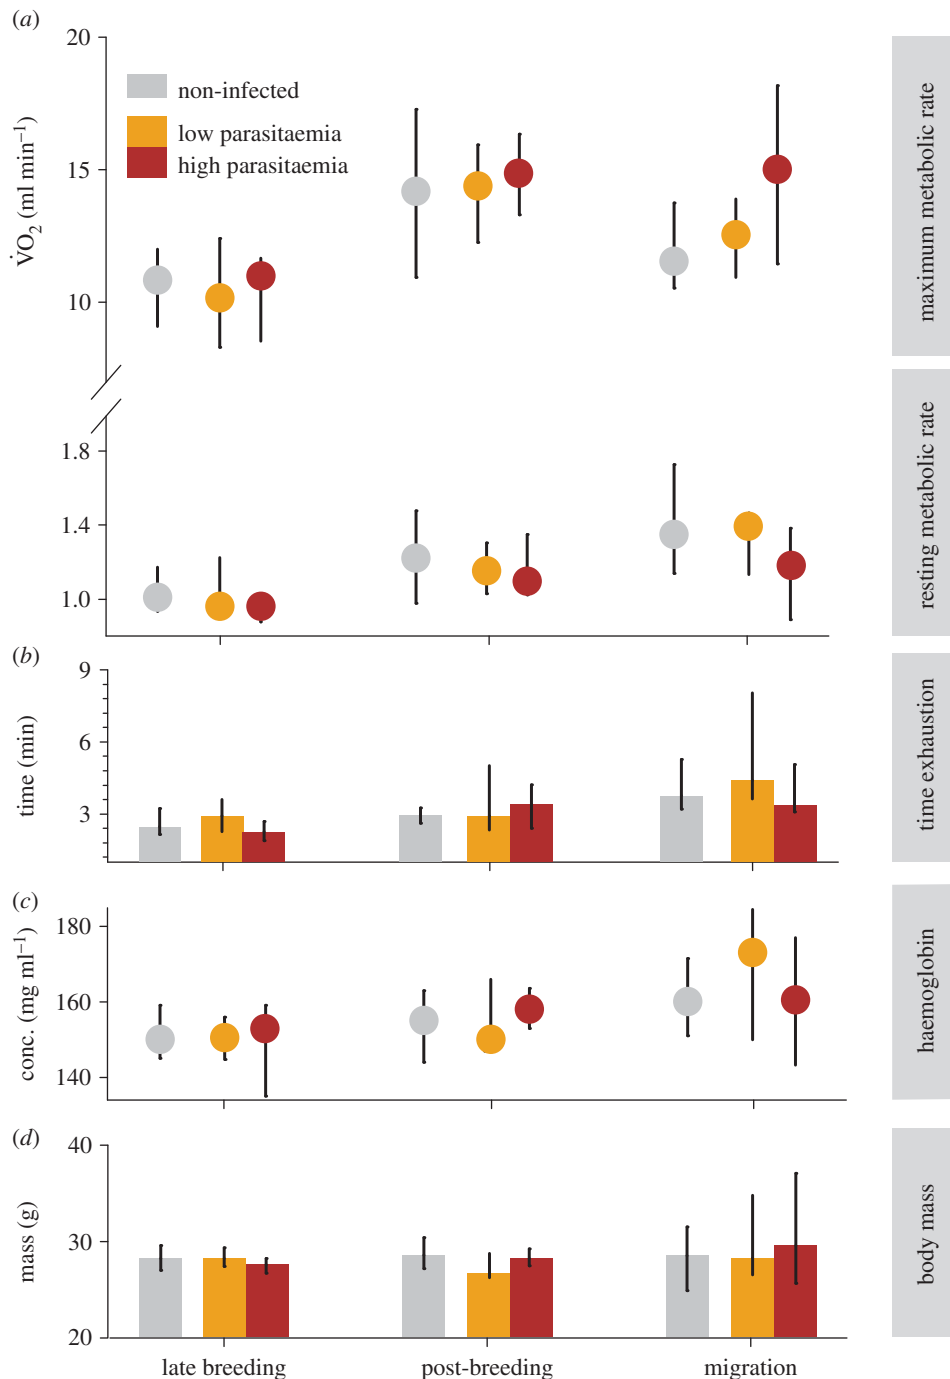 (a)
20
15
10
1.8
1.4
1.0
V̇O₂ (ml min⁻¹)
non-infected
low parasitaemia
high parasitaemia
maximum metabolic rate
resting metabolic rate
(b)
9
6
3
time (min)
time exhaustion
(c)
180
160
140
conc. (mg ml⁻¹)
haemoglobin
(d)
40
30
20
mass (g)
body mass
late breeding
post-breeding
migration